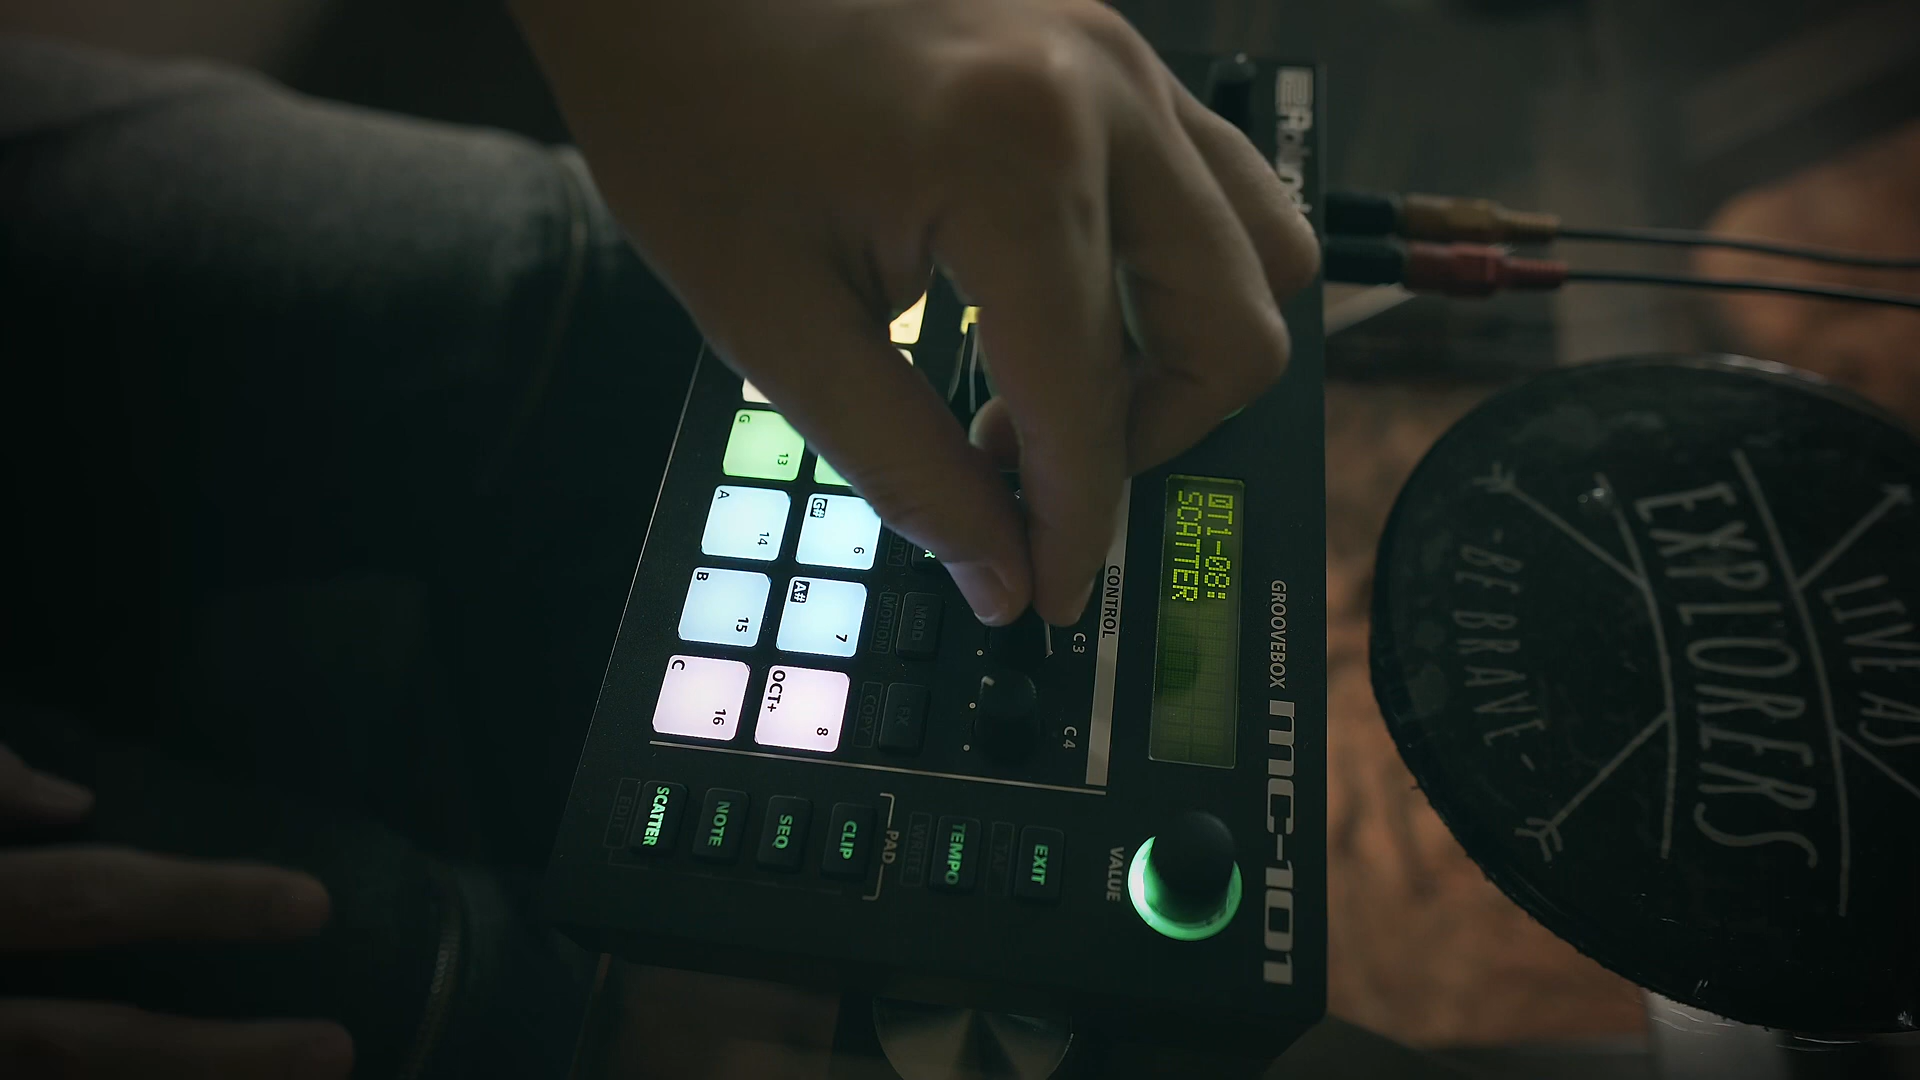 Roland
GROOVEBOX MC-101
T1-08:
SCATTER
VALUE
CONTROL
C3
C4
EXIT
TAP
TEMPO
WRITE
MOD
MOTION
FX
COPY
PAD
CLIP
SEQ
NOTE
SCATTER
EDIT
G# 6
A# 7
OCT+ 8
G 13
A 14
B 15
C 16
LIVE AS
EXPLORERS
-BE BRAVE-